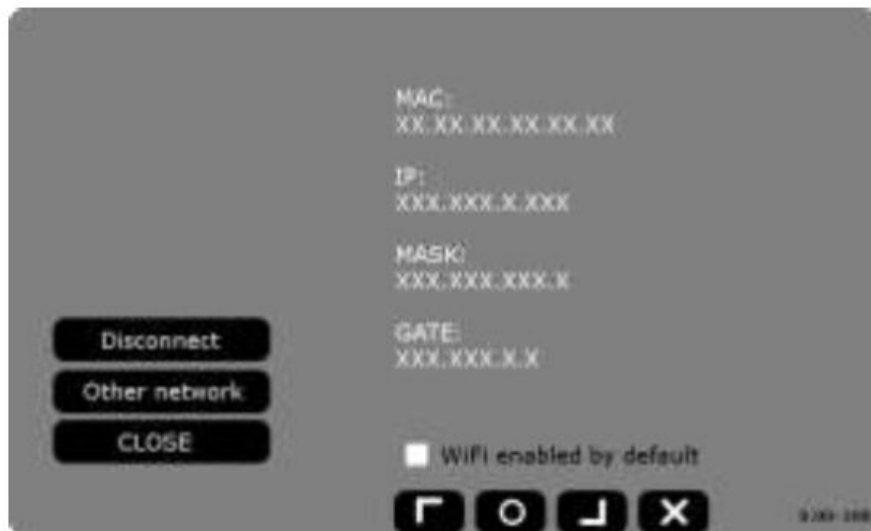 MAC:
XX.XX.XX.XX.XX.XX
IP:
XXX.XXX.X.XXX
MASK:
XXX.XXX.XXX.X
GATE:
XXX.XXX.X.X
Disconnect
Other network
CLOSE
WiFi enabled by default